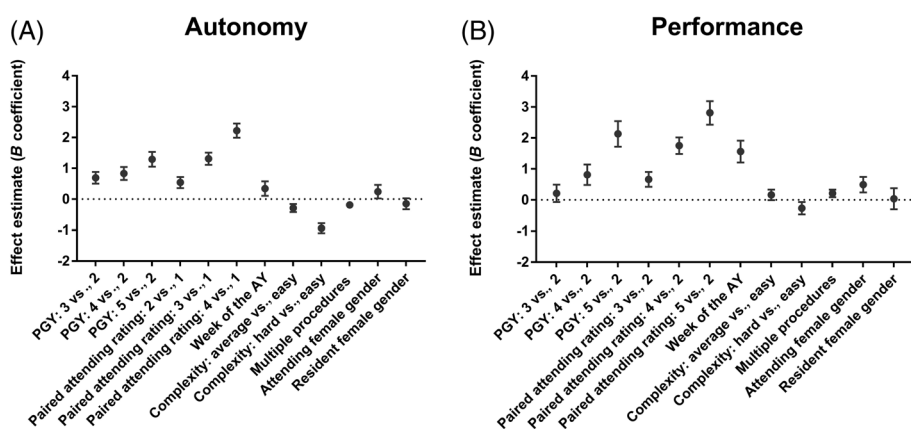 (A) Autonomy
Effect estimate (B coefficient)
4
3
2
1
0
-1
-2
PGY: 3 vs., 2
PGY: 4 vs., 2
PGY: 5 vs., 2
Paired attending rating: 2 vs., 1
Paired attending rating: 3 vs., 1
Paired attending rating: 4 vs., 1
Week of the AY
Complexity: average vs., easy
Complexity: hard vs., easy
Multiple procedures
Attending female gender
Resident female gender
(B) Performance
Effect estimate (B coefficient)
4
3
2
1
0
-1
-2
PGY: 3 vs., 2
PGY: 4 vs., 2
PGY: 5 vs., 2
Paired attending rating: 3 vs., 2
Paired attending rating: 4 vs., 2
Paired attending rating: 5 vs., 2
Week of the AY
Complexity: average vs., easy
Complexity: hard vs., easy
Multiple procedures
Attending female gender
Resident female gender